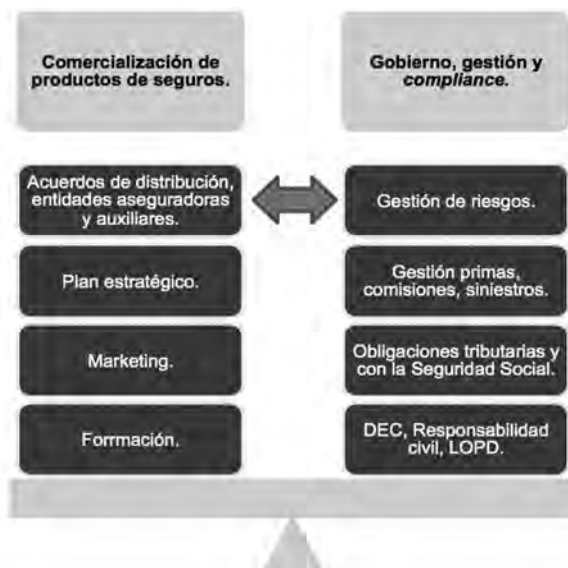 Comercialización de
productos de seguros.
Gobierno, gestión y
compliance.
Acuerdos de distribución,
entidades aseguradoras
y auxiliares.
Gestión de riesgos.
Plan estratégico.
Gestión primas,
comisiones, siniestros.
Marketing.
Obligaciones tributarias y
con la Seguridad Social.
Forrmación.
DEC, Responsabilidad
civil, LOPD.